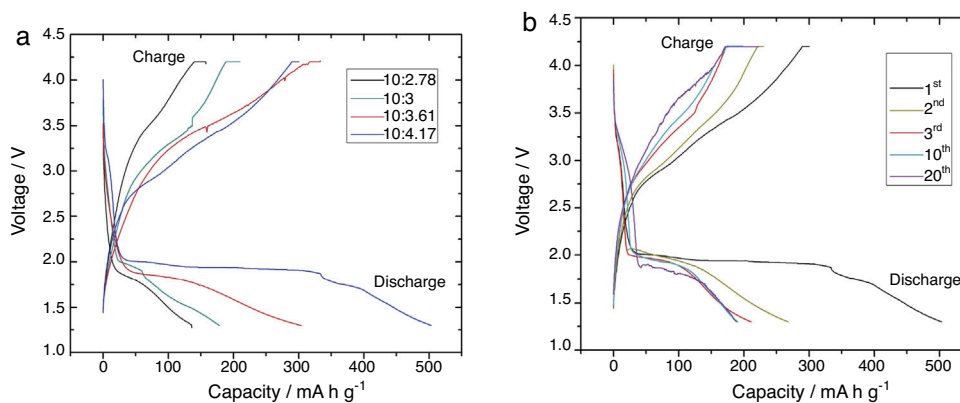 a
Charge
Discharge
10:2.78
10:3
10:3.61
10:4.17
4.5
4.0
3.5
3.0
2.5
2.0
1.5
1.0
Voltage / V
0 100 200 300 400 500
Capacity / mA h g⁻¹
b
Charge
Discharge
1ˢᵗ
2ⁿᵈ
3ʳᵈ
10ᵗʰ
20ᵗʰ
4.5
4.0
3.5
3.0
2.5
2.0
1.5
1.0
Voltage / V
0 100 200 300 400 500
Capacity / mA h g⁻¹